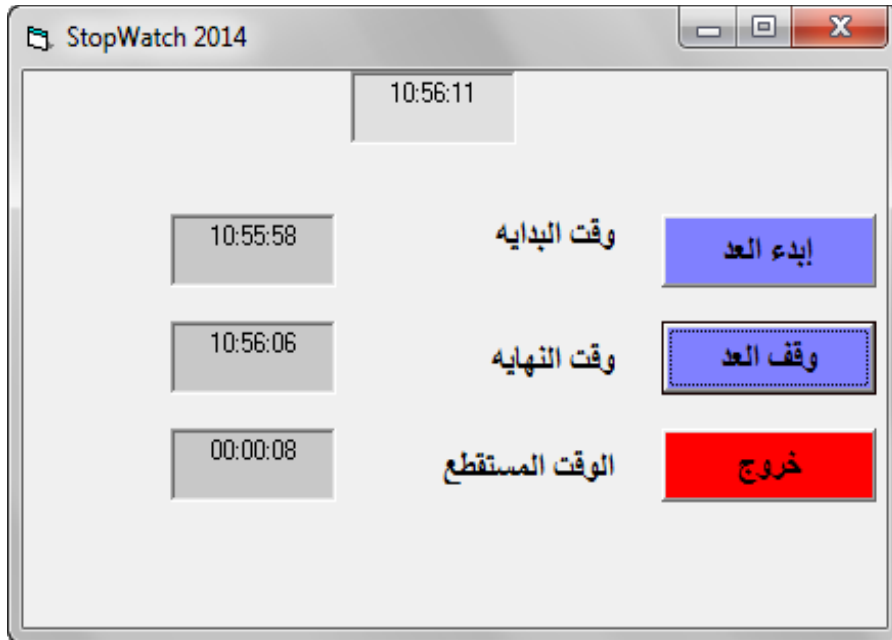 StopWatch 2014
10:56:11
إبدء العد
وقت البدايه
10:55:58
وقف العد
وقت النهايه
10:56:06
خروج
الوقت المستقطع
00:00:08